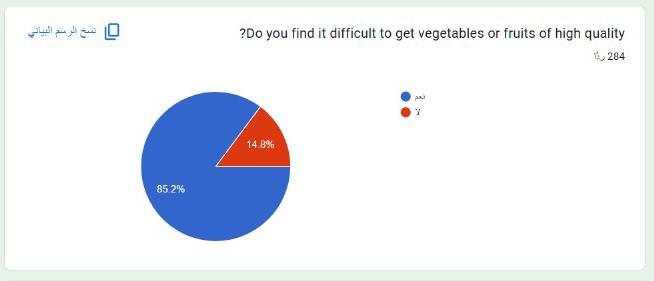 ?Do you find it difficult to get vegetables or fruits of high quality
نسخ الرسم البياني
284 ردًا
نعم
لا
14.8%
85.2%